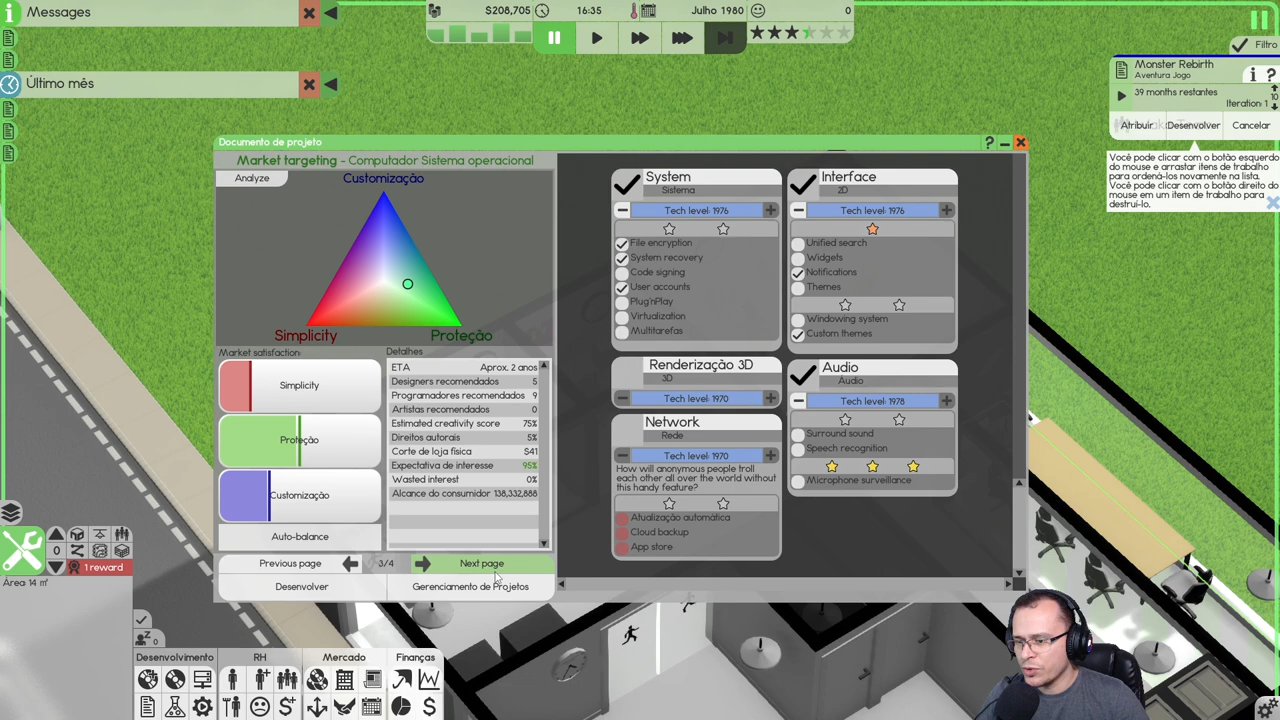 Messages
Último mês
$208,705
16:35
Julho 1980
0
Filtro
Monster Rebirth
Aventura Jogo
39 months restantes
Iteration: 1
10
Atribuir
Desenvolver
Cancelar
Você pode clicar com o botão esquerdo
do mouse e arrastar itens de trabalho
para ordená-los novamente na lista.
Você pode clicar com o botão direito do
mouse em um item de trabalho para
destruí-lo.
Documento de projeto
Market targeting - Computador Sistema operacional
Analyze
Customização
Simplicity
Proteção
Market satisfaction
Simplicity
Proteção
Customização
Auto-balance
Detalhes
ETA Aprox. 2 anos
Designers recomendados 5
Programadores recomendados 9
Artistas recomendados 0
Estimated creativity score 75%
Direitos autorais 5%
Corte de loja física $41
Expectativa de interesse 95%
Wasted interest 0%
Alcance do consumidor 138,332,888
Previous page
3/4
Next page
Desenvolver
Gerenciamento de Projetos
System
Sistema
Tech level: 1976
File encryption
System recovery
Code signing
User accounts
Plug'nPlay
Virtualization
Multitarefas
Interface
2D
Tech level: 1976
Unified search
Widgets
Notifications
Themes
Windowing system
Custom themes
Renderização 3D
3D
Tech level: 1970
Audio
Audio
Tech level: 1978
Surround sound
Speech recognition
Microphone surveillance
Network
Rede
Tech level: 1970
How will anonymous people troll
each other all over the world without
this handy feature?
Atualização automática
Cloud backup
App store
0
1 reward
Área: 14 m²
0
Desenvolvimento
RH
Mercado
Finanças